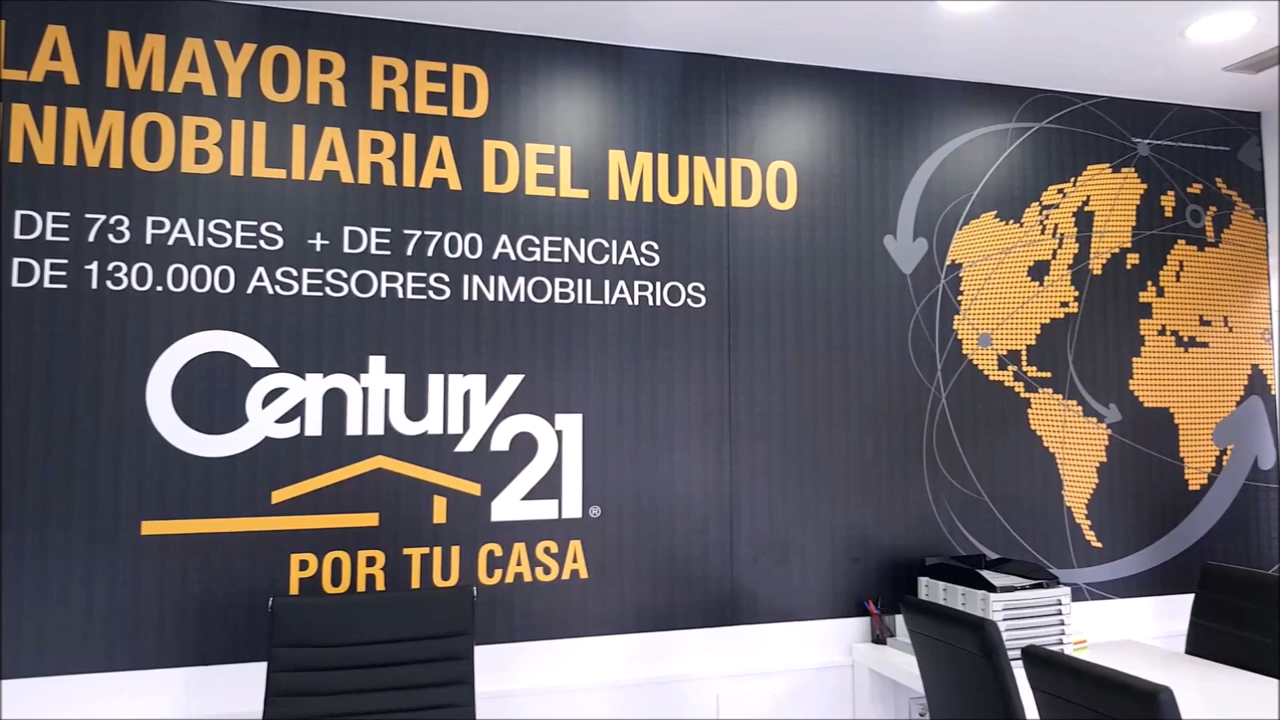 LA MAYOR RED
INMOBILIARIA DEL MUNDO
DE 73 PAISES + DE 7700 AGENCIAS
DE 130.000 ASESORES INMOBILIARIOS
Century
21®
POR TU CASA